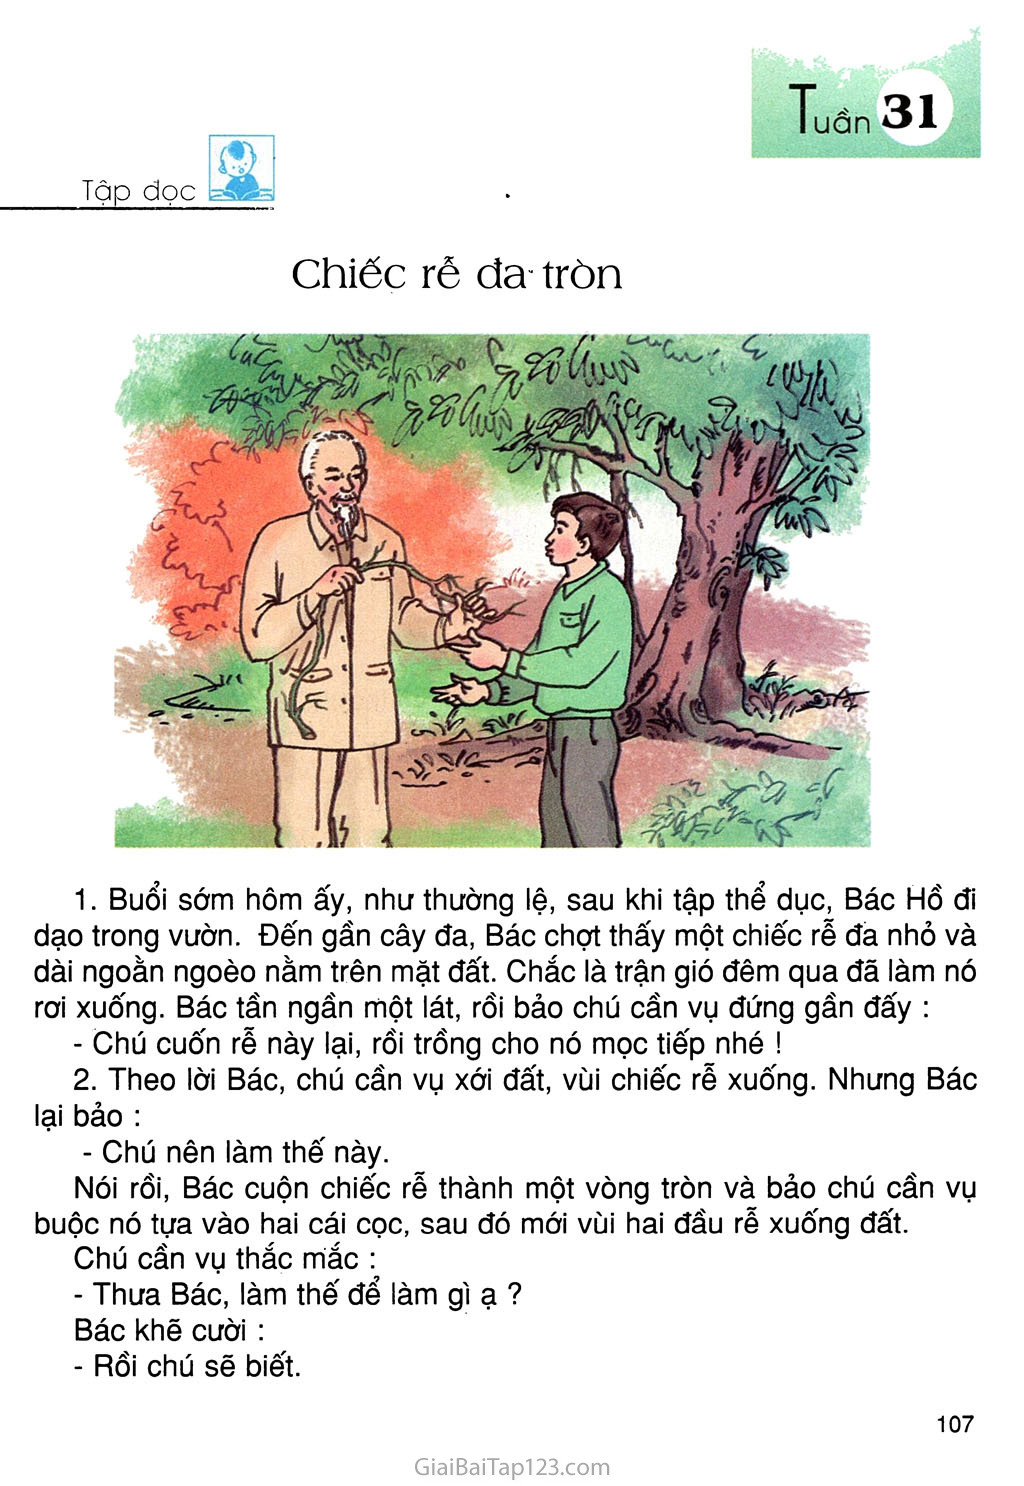 Tuần 31
Tập đọc
Chiếc rễ đa tròn
1. Buổi sớm hôm ấy, như thường lệ, sau khi tập thể dục, Bác Hồ đi
dạo trong vườn. Đến gần cây đa, Bác chợt thấy một chiếc rễ đa nhỏ và
dài ngoằn ngoèo nằm trên mặt đất. Chắc là trận gió đêm qua đã làm nó
rơi xuống. Bác tần ngần một lát, rồi bảo chú cần vụ đứng gần đấy :
- Chú cuốn rễ này lại, rồi trồng cho nó mọc tiếp nhé !
2. Theo lời Bác, chú cần vụ xới đất, vùi chiếc rễ xuống. Nhưng Bác
lại bảo :
- Chú nên làm thế này.
Nói rồi, Bác cuộn chiếc rễ thành một vòng tròn và bảo chú cần vụ
buộc nó tựa vào hai cái cọc, sau đó mới vùi hai đầu rễ xuống đất.
Chú cần vụ thắc mắc :
- Thưa Bác, làm thế để làm gì ạ ?
Bác khẽ cười :
- Rồi chú sẽ biết.
107
GiaiBaiTap123.com